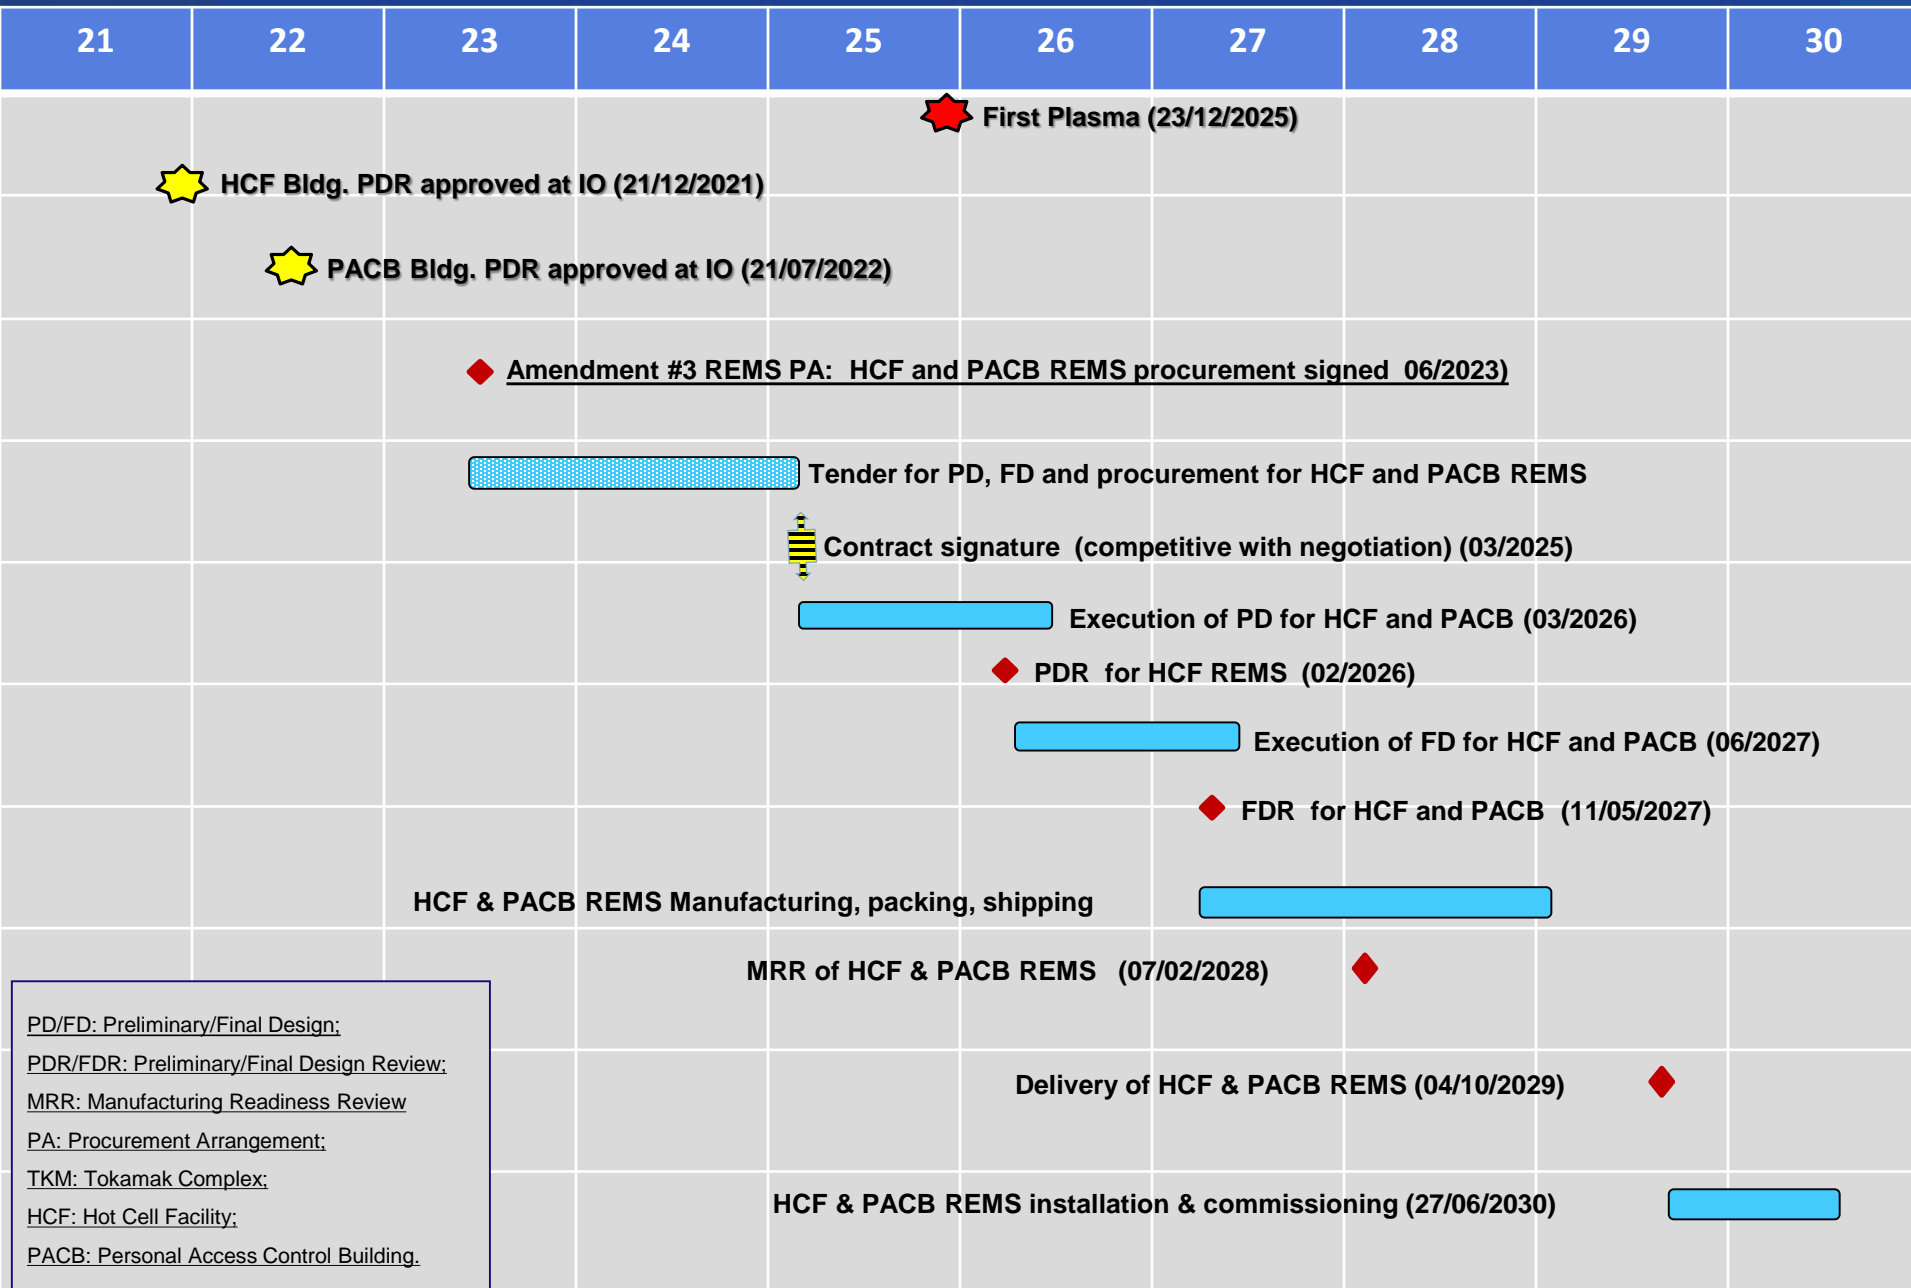 21 22 23 24 25 26 27 28 29 30
First Plasma (23/12/2025)
HCF Bldg. PDR approved at IO (21/12/2021)
PACB Bldg. PDR approved at IO (21/07/2022)
Amendment #3 REMS PA:  HCF and PACB REMS procurement signed  06/2023)
Tender for PD, FD and procurement for HCF and PACB REMS
Contract signature  (competitive with negotiation) (03/2025)
Execution of PD for HCF and PACB (03/2026)
PDR  for HCF REMS  (02/2026)
Execution of FD for HCF and PACB (06/2027)
FDR  for HCF and PACB  (11/05/2027)
HCF & PACB REMS Manufacturing, packing, shipping
MRR of HCF & PACB REMS   (07/02/2028)
Delivery of HCF & PACB REMS (04/10/2029)
HCF & PACB REMS installation & commissioning (27/06/2030)
PD/FD: Preliminary/Final Design;
PDR/FDR: Preliminary/Final Design Review;
MRR: Manufacturing Readiness Review
PA: Procurement Arrangement;
TKM: Tokamak Complex;
HCF: Hot Cell Facility;
PACB: Personal Access Control Building.